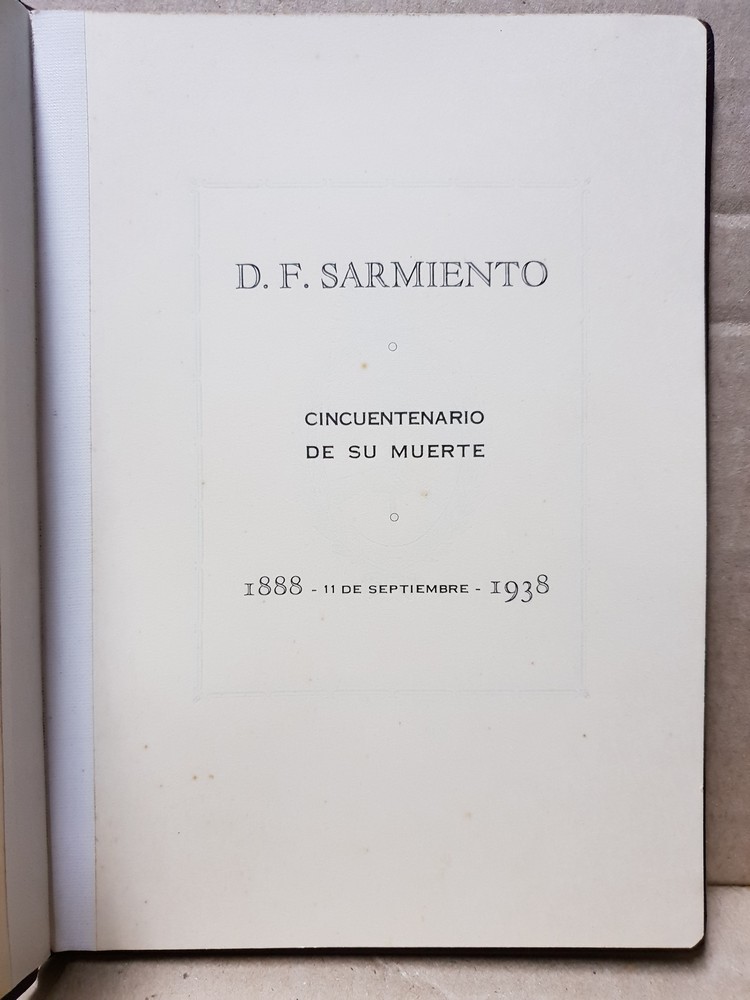 D. F. SARMIENTO
CINCUENTENARIO
DE SU MUERTE
1888 - 11 DE SEPTIEMBRE - 1938